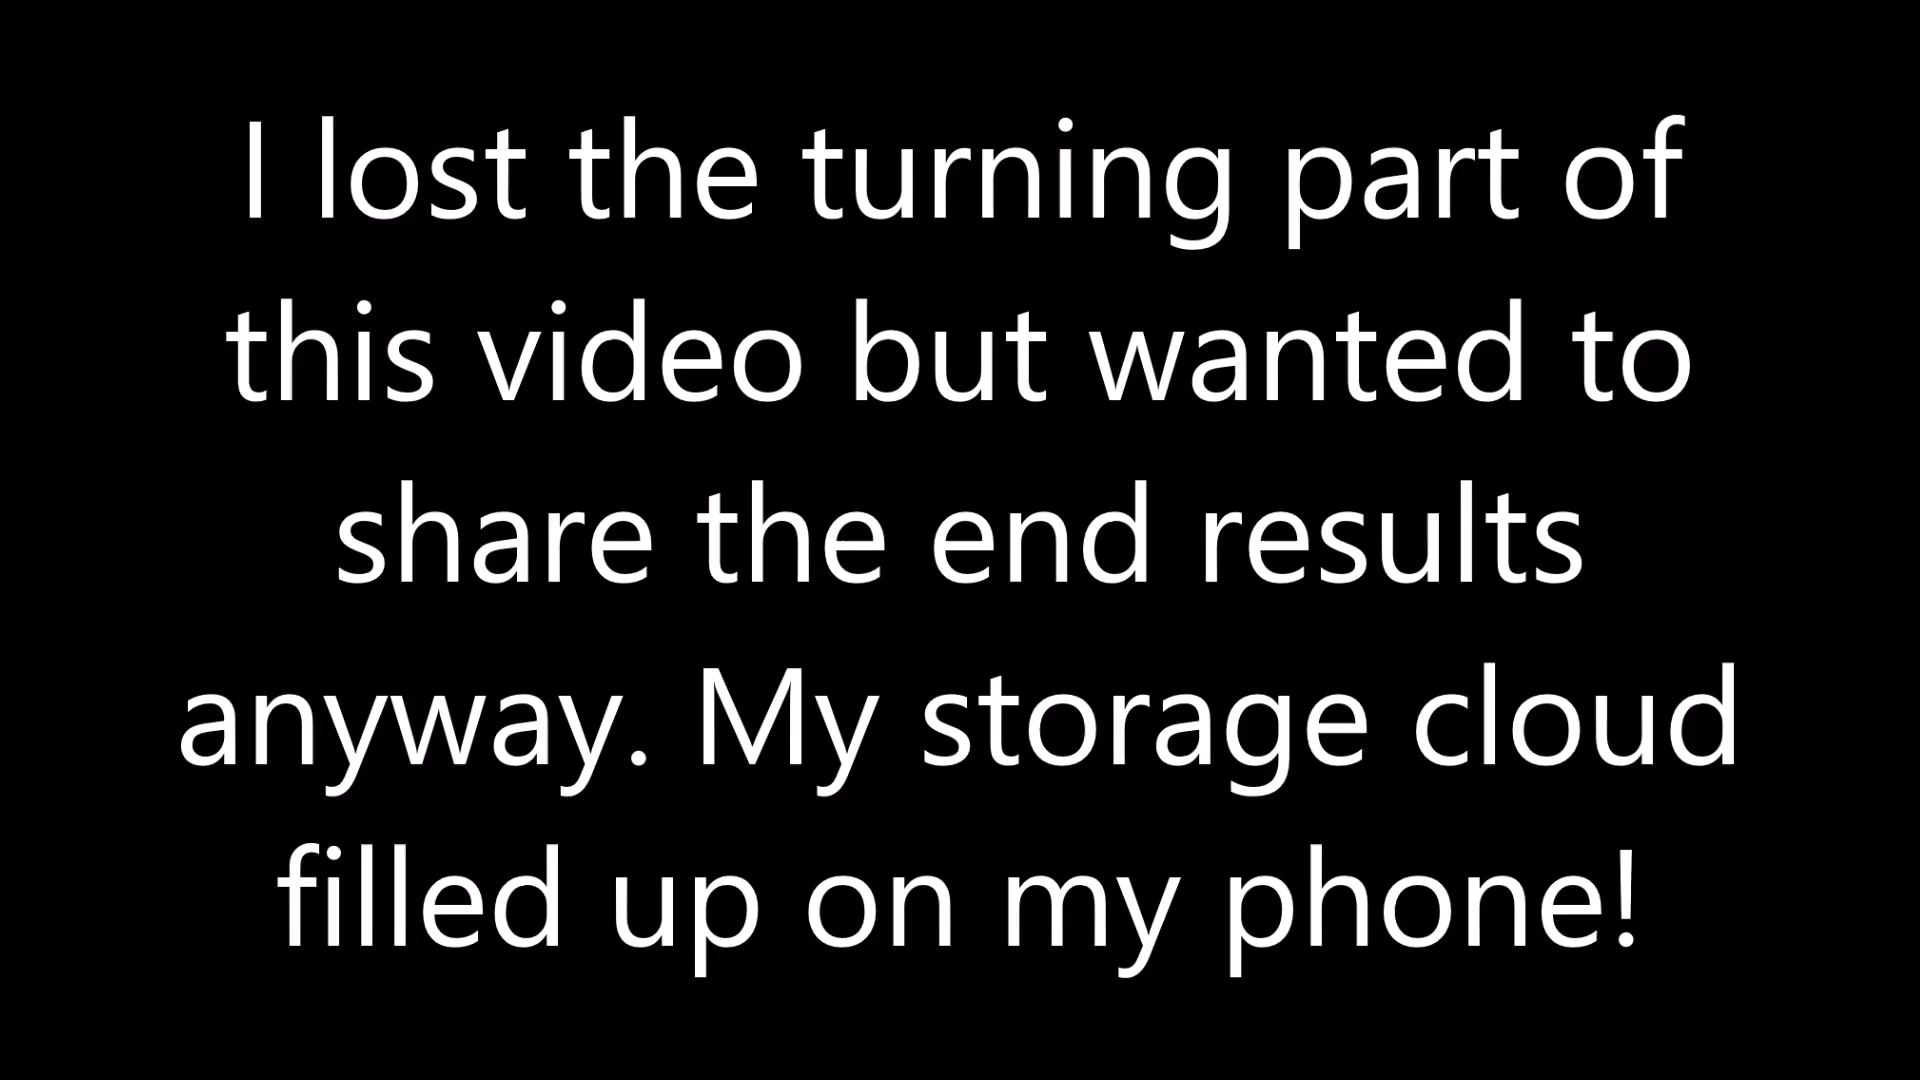 I lost the turning part of
this video but wanted to
share the end results
anyway. My storage cloud
filled up on my phone!